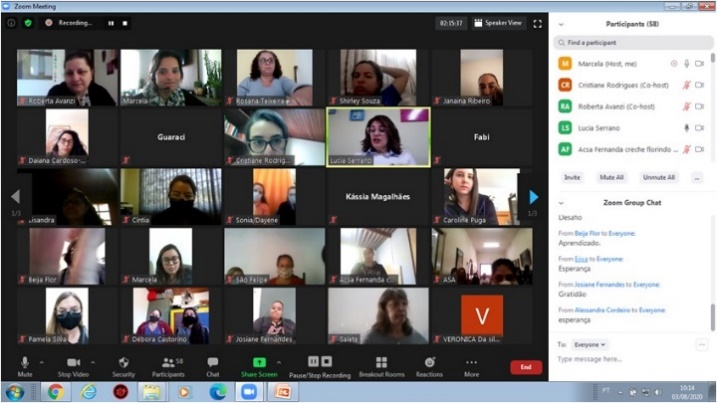 Zoom Meeting
Recording...
02:15:37
Speaker View
Roberta Avanzi
Marcela
Rosana Teixeira
Shirley Souza
Janaina Ribeiro
Daiana Cardoso-...
Guaraci
Cristiane Rodrig...
Lucia Serrano
Fabi
1/3
Lisandra
Cintia
Sonia/Dayene
Kássia Magalhães
Caroline Puga
1/3
Beija Flor
Marcela
São Felipe
Acsa Fernanda c...
ASA
Pamela Silva
Debora Castorino
Josiane Fernandes
V
VERONICA Da sil...
Mute
Stop Video
Security
58
Participants
Chat
Share Screen
Pause/Stop Recording
Breakout Rooms
Reactions
More
End
Participants (58)
Find a participant
M Marcela (Host, me)
CR Cristiane Rodrigues (Co-host)
RA Roberta Avanzi (Co-host)
LS Lucia Serrano
AF Acsa Fernanda creche florindo ...
Invite
Mute All
Unmute All
...
Zoom Group Chat
From Beija Flor to Everyone:
Aprendizado.
From Erica to Everyone:
Esperança
From Josiane Fernandes to Everyone:
Gratidão
From Alessandra Cordeiro to Everyone:
esperança
To: Everyone
Type message here...
PT
10:14
03/08/2020